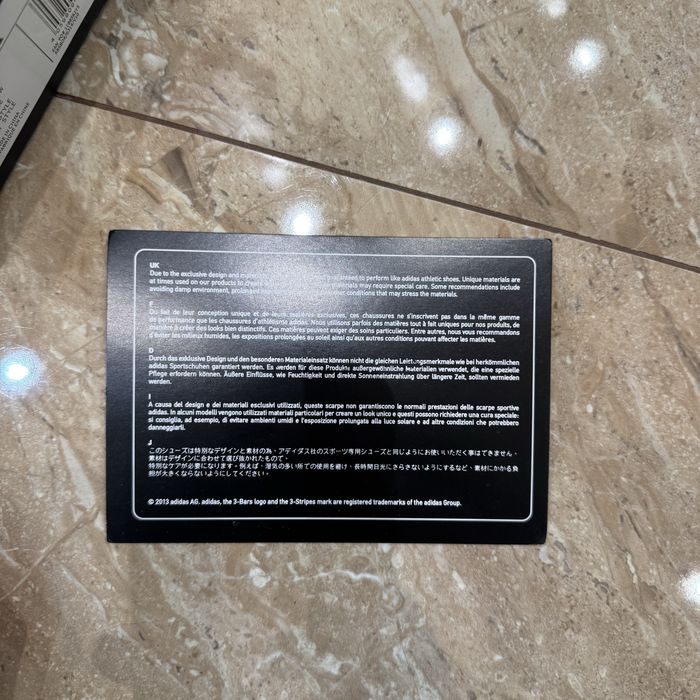 STYLE
STYLE
MADE IN CHINA
FABRIQUE EN CHINE
UK
Due to the exclusive design and guaranteed to perform like adidas athletic shoes. Unique materials are
at times used on our products to create may require special care. Some recommendations include
avoiding damp environment, prolonged other conditions that may stress the materials.
F
Du fait de leur conception unique et de leurs matières exclusives, ces chaussures ne s'inscrivent pas dans la même gamme
de performance que les chaussures d'athlétisme adidas. Nous utilisons parfois des matières tout à fait uniques pour nos produits, de
manière à créer des looks bien distinctifs. Ces matières peuvent exiger des soins particuliers. Entre autres, nous vous recommandons
d'éviter les milieux humides, les expositions prolongées au soleil ainsi qu'aux autres conditions pouvant affecter les matières.
D
Durch das exklusive Design und den besonderen Materialeinsatz können nicht die gleichen Leistungsmerkmale wie bei herkömmlichen
adidas Sportschuhen garantiert werden. Es werden für diese Produkte außergewöhnliche Materialien verwendet, die eine spezielle
Pflege erfordern können. Äußere Einflüsse, wie Feuchtigkeit und direkte Sonneneinstrahlung über längere Zeit, sollten vermieden
werden.
I
A causa del design e dei materiali esclusivi utilizzati, queste scarpe non garantiscono le normali prestazioni delle scarpe sportive
adidas. In alcuni modelli vengono utilizzati materiali particolari per creare un look unico e questi possono richiedere una cura speciale:
si consiglia, ad esempio, di evitare ambienti umidi e l'esposizione prolungata alla luce solare e ad altre condizioni che potrebbero
danneggiarli.
J
このシューズは特別なデザインと素材の為、アディダス社のスポーツ専用シューズと同じようにお使いいただく事はできません。
素材はデザインに合わせて選び抜かれたもので、
特別なケアが必要になります。例えば、湿気の多い所での使用を避け、長時間日光にさらさないようにするなど、素材にかかる負
担が大きくならないようにしてください。
© 2013 adidas AG. adidas, the 3-Bars logo and the 3-Stripes mark are registered trademarks of the adidas Group.